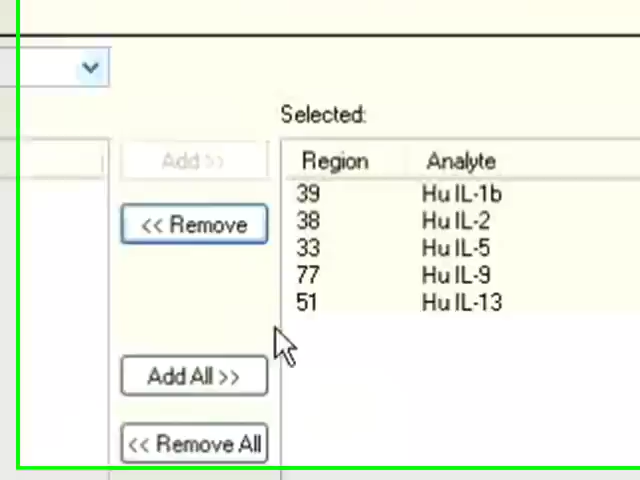 Selected:
Add >>
Region Analyte
39 Hu IL-1b
<< Remove
38 Hu IL-2
33 Hu IL-5
77 Hu IL-9
51 Hu IL-13
Add All >>
<< Remove All